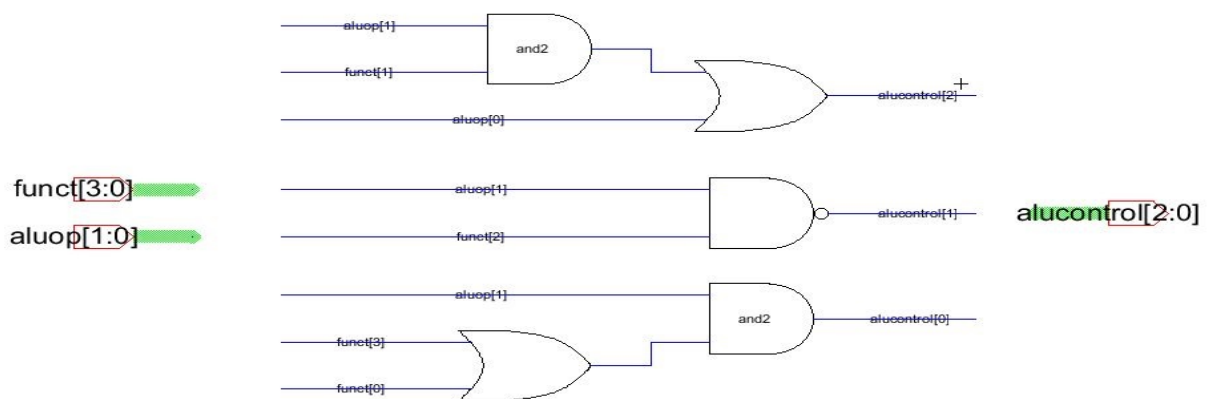 aluop[1]
and2
funct[1]
alucontrol[2]
aluop[0]
funct[3:0]
aluop[1]
alucontrol[1]
alucontrol[2:0]
aluop[1:0]
funct[2]
aluop[1]
and2
alucontrol[0]
funct[3]
funct[0]